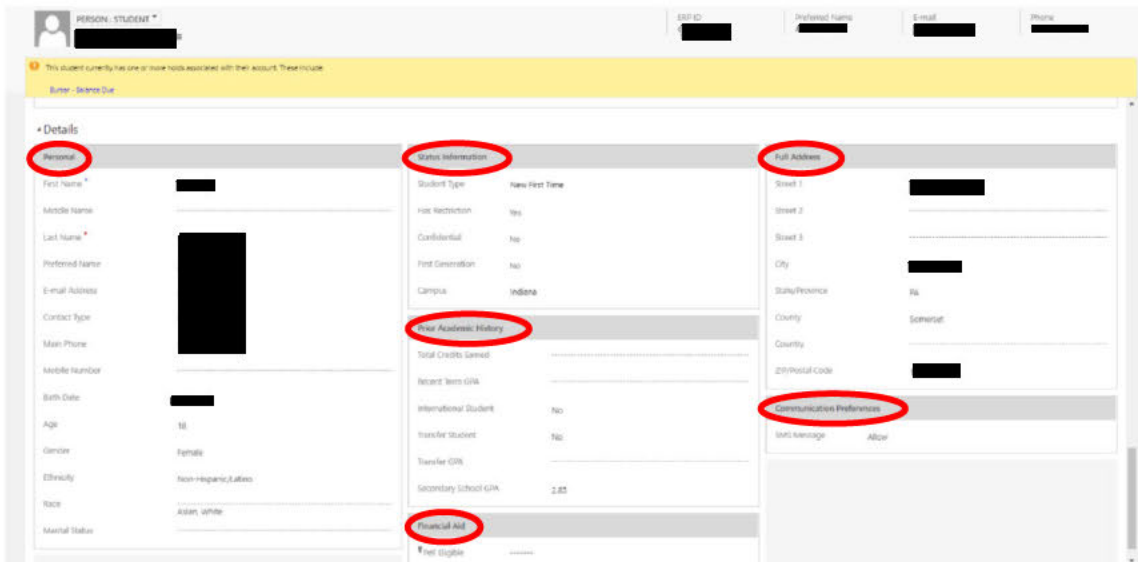 PERSON : STUDENT
ERP ID
Preferred Name
E-mail
Phone
This student currently has one or more holds associated with their account. These include:
Bursar - Balance Due
Details
Personal
First Name *
Middle Name
Last Name *
Preferred Name
E-mail Address
Contact Type
Main Phone
Mobile Number
Birth Date
Age 18
Gender Female
Ethnicity Non-Hispanic/Latino
Race Asian, White
Marital Status
Status Information
Student Type New First Time
Has Restriction Yes
Confidential No
First Generation No
Campus Indiana
Prior Academic History
Total Credits Earned
Recent Term GPA
International Student No
Transfer Student No
Transfer GPA
Secondary School GPA
Financial Aid
Pell Eligible --------
Full Address
Street 1
Street 2
Street 3
City
State/Province PA
County Somerset
Country
ZIP/Postal Code
Communication Preferences
SMS Message Allow